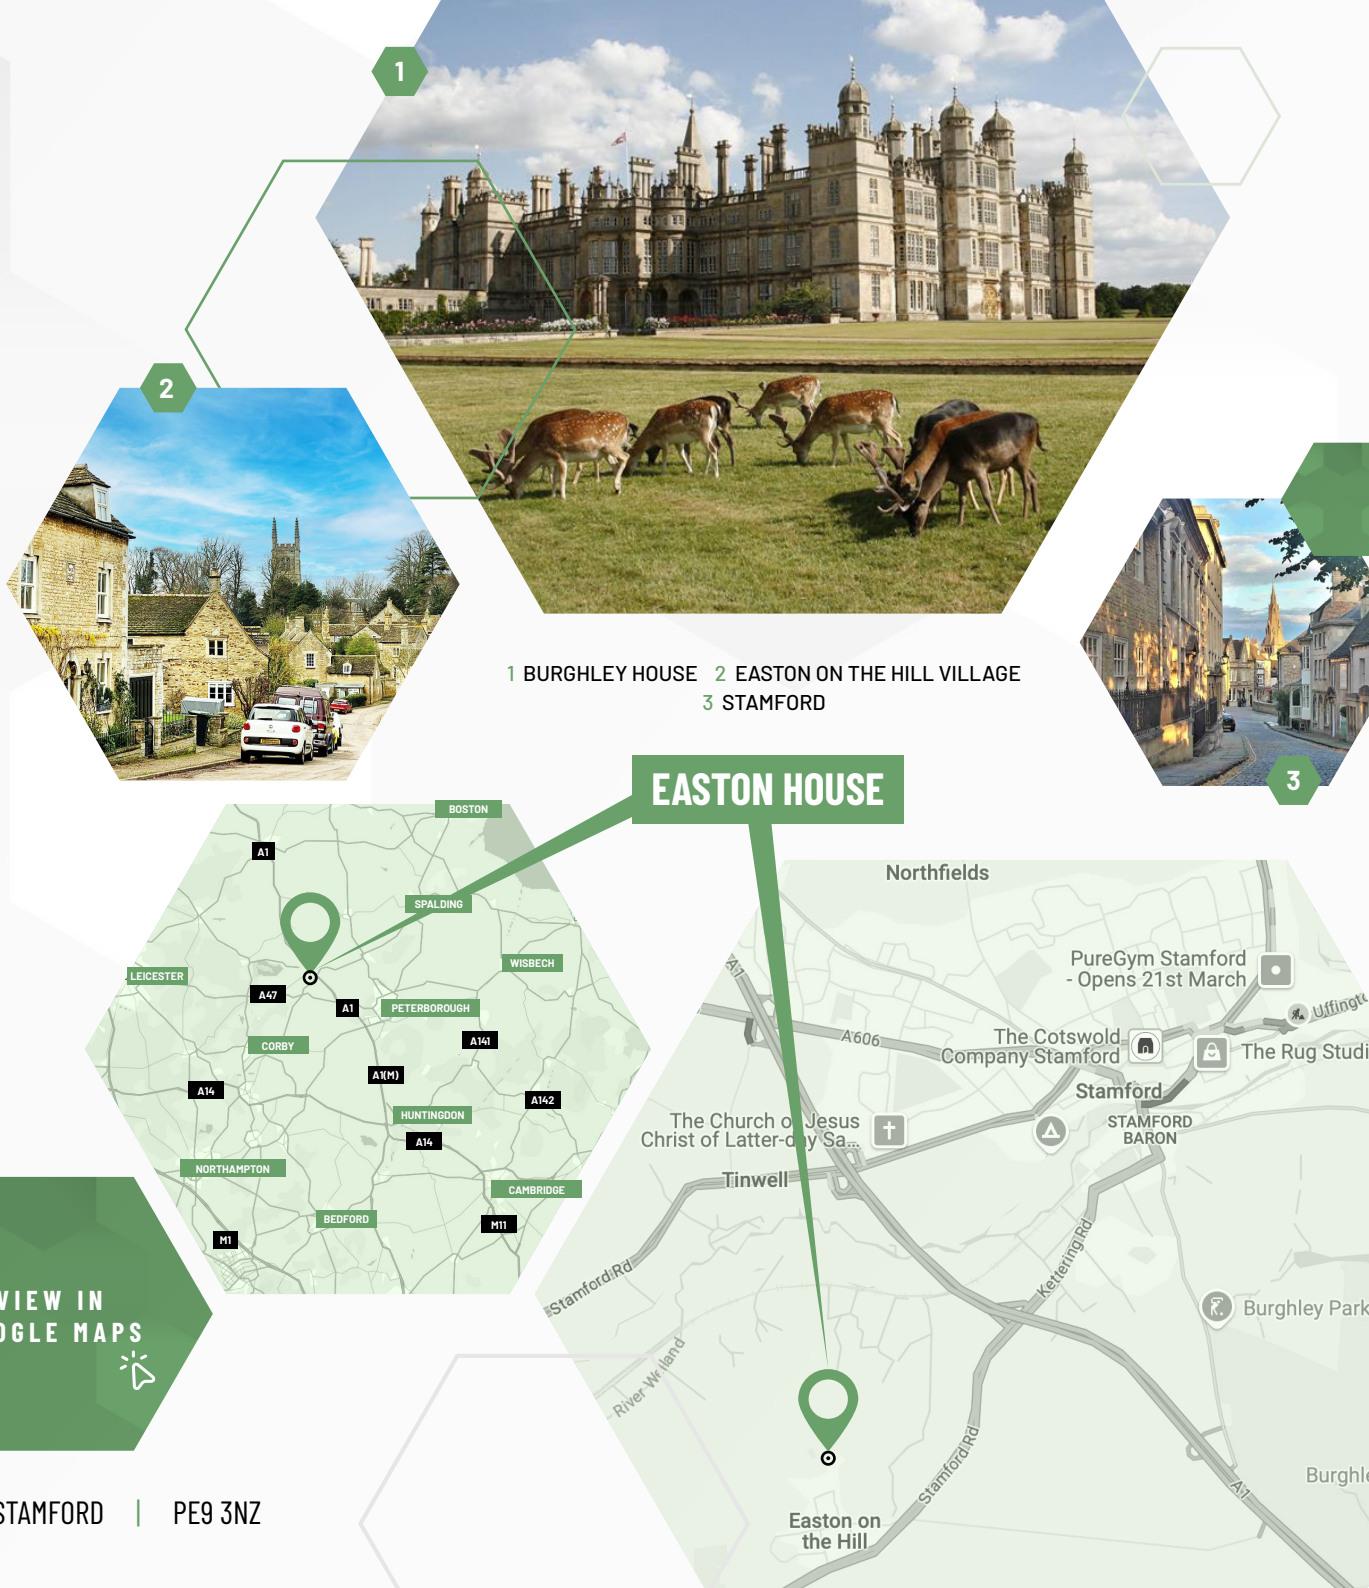 1
2
1 BURGHLEY HOUSE 2 EASTON ON THE HILL VILLAGE
3 STAMFORD
3
EASTON HOUSE
BOSTON
A1
SPALDING
WISBECH
LEICESTER
A47
A1
PETERBOROUGH
CORBY
A141
A1(M)
A14
A142
HUNTINGDON
A14
NORTHAMPTON
CAMBRIDGE
BEDFORD
M11
M1
Northfields
PureGym Stamford
- Opens 21st March
A1
Uffingt
A606
The Cotswold
Company Stamford
The Rug Studi
Stamford
STAMFORD
BARON
The Church of Jesus
Christ of Latter-day Sa...
Tinwell
Kettering Rd
Stamford Rd
Burghley Park
River Welland
Stamford Rd
A1
Burghle
Easton on
the Hill
VIEW IN
OGLE MAPS
STAMFORD | PE9 3NZ